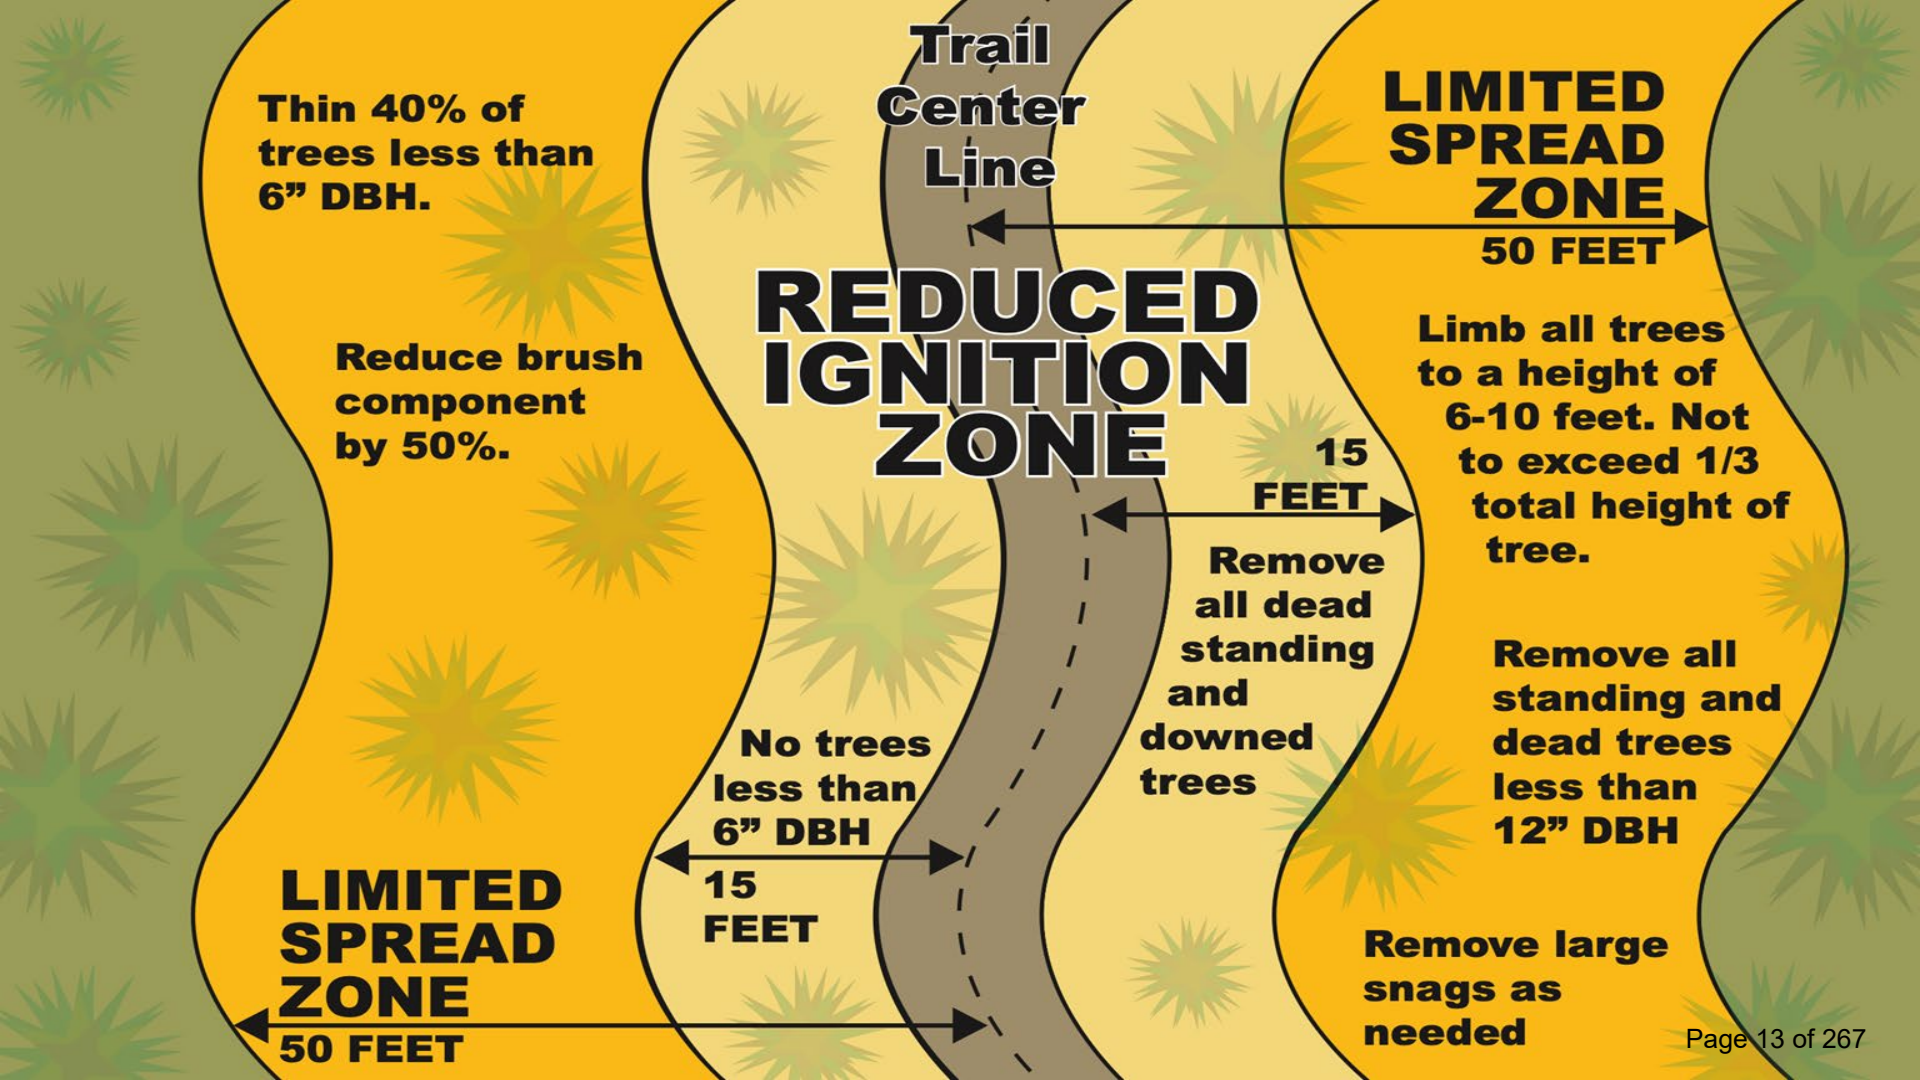 Trail
Center
Line
Thin 40% of
trees less than
6” DBH.
LIMITED
SPREAD
ZONE
50 FEET
REDUCED
IGNITION
ZONE
Reduce brush
component
by 50%.
Limb all trees
to a height of
6-10 feet. Not
to exceed 1/3
total height of
tree.
15
FEET
Remove
all dead
standing
and
downed
trees
Remove all
standing and
dead trees
less than
12” DBH
No trees
less than
6” DBH
15
FEET
LIMITED
SPREAD
ZONE
50 FEET
Remove large
snags as
needed
Page 13 of 267